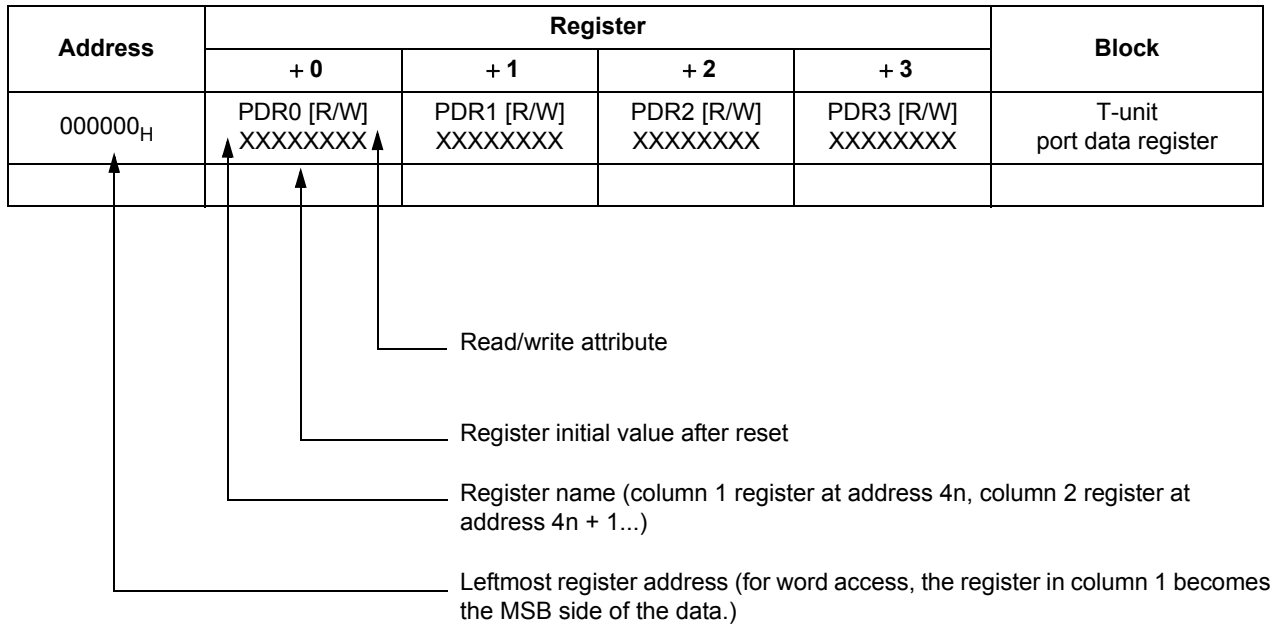 Address Register Block
+ 0 + 1 + 2 + 3
000000H PDR0 [R/W] PDR1 [R/W] PDR2 [R/W] PDR3 [R/W] T-unit
XXXXXXXX XXXXXXXX XXXXXXXX XXXXXXXX port data register
Read/write attribute
Register initial value after reset
Register name (column 1 register at address 4n, column 2 register at
address 4n + 1...)
Leftmost register address (for word access, the register in column 1 becomes
the MSB side of the data.)